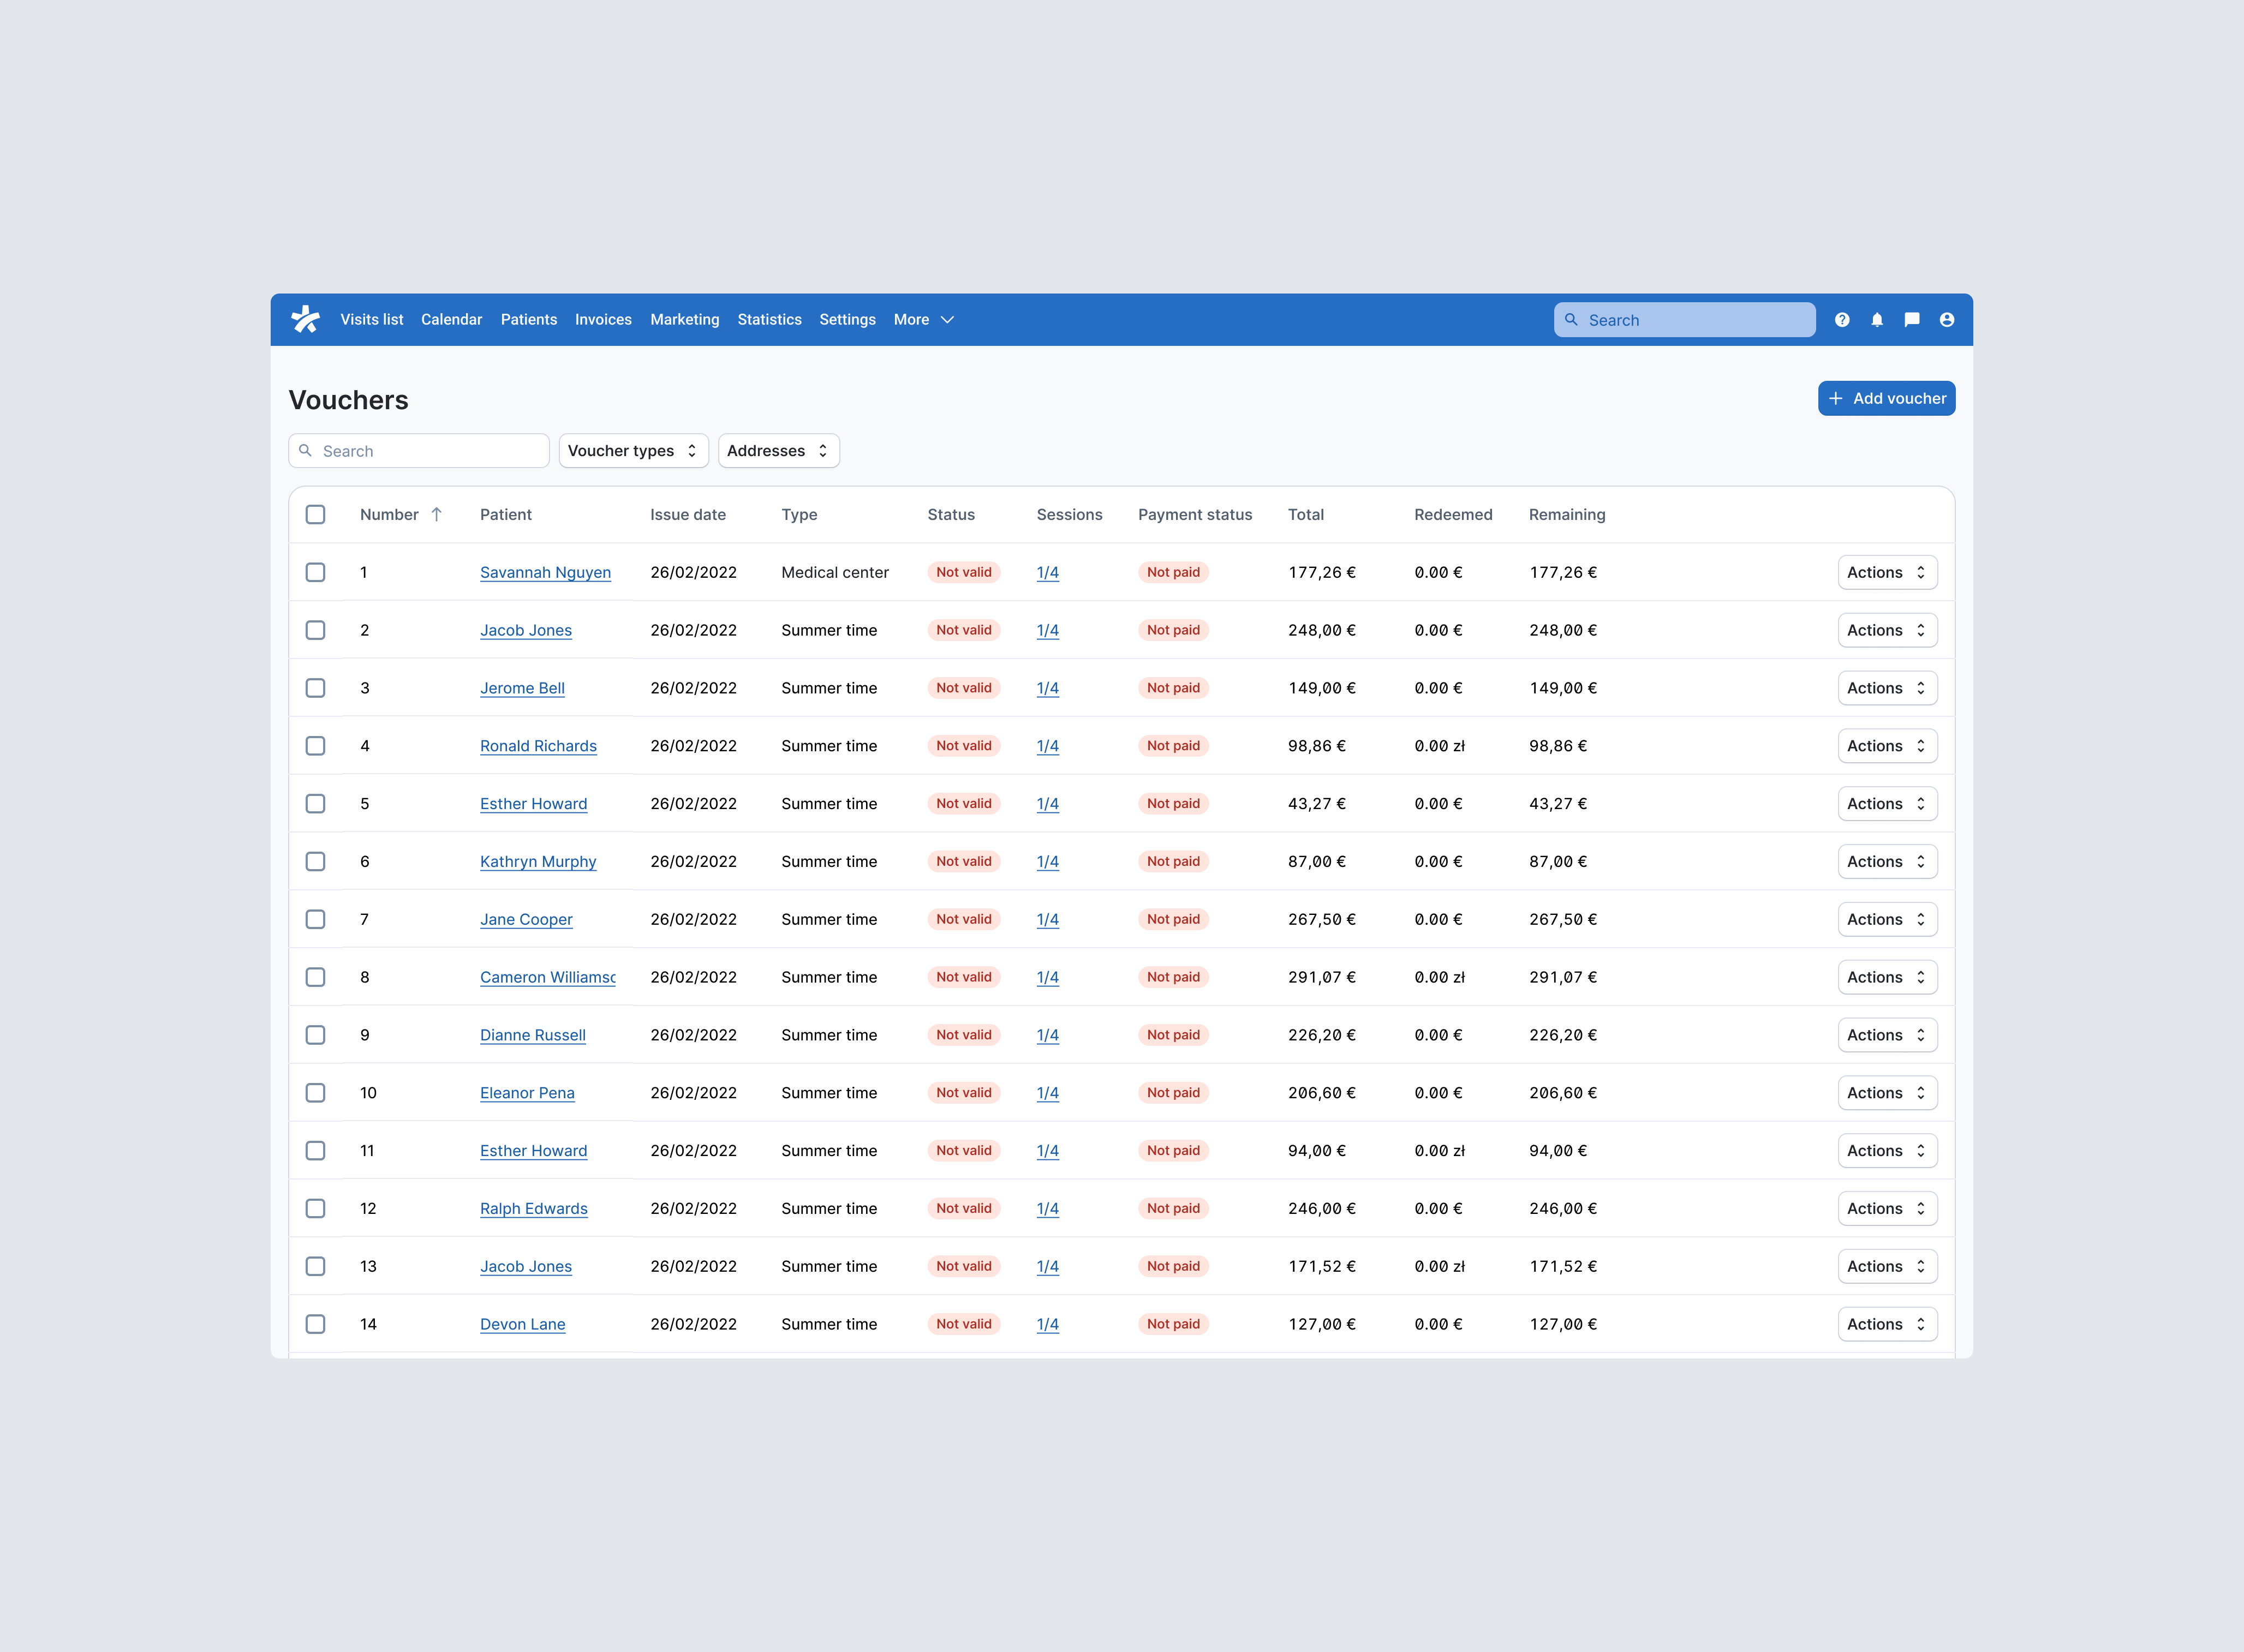 Visits list Calendar Patients Invoices Marketing Statistics Settings More Search
Vouchers Add voucher
Search Voucher types Addresses
Number Patient Issue date Type Status Sessions Payment status Total Redeemed Remaining
1 Savannah Nguyen 26/02/2022 Medical center Not valid 1/4 Not paid 177,26 € 0.00 € 177,26 € Actions
2 Jacob Jones 26/02/2022 Summer time Not valid 1/4 Not paid 248,00 € 0.00 € 248,00 € Actions
3 Jerome Bell 26/02/2022 Summer time Not valid 1/4 Not paid 149,00 € 0.00 € 149,00 € Actions
4 Ronald Richards 26/02/2022 Summer time Not valid 1/4 Not paid 98,86 € 0.00 zł 98,86 € Actions
5 Esther Howard 26/02/2022 Summer time Not valid 1/4 Not paid 43,27 € 0.00 € 43,27 € Actions
6 Kathryn Murphy 26/02/2022 Summer time Not valid 1/4 Not paid 87,00 € 0.00 € 87,00 € Actions
7 Jane Cooper 26/02/2022 Summer time Not valid 1/4 Not paid 267,50 € 0.00 € 267,50 € Actions
8 Cameron Williams 26/02/2022 Summer time Not valid 1/4 Not paid 291,07 € 0.00 zł 291,07 € Actions
9 Dianne Russell 26/02/2022 Summer time Not valid 1/4 Not paid 226,20 € 0.00 € 226,20 € Actions
10 Eleanor Pena 26/02/2022 Summer time Not valid 1/4 Not paid 206,60 € 0.00 € 206,60 € Actions
11 Esther Howard 26/02/2022 Summer time Not valid 1/4 Not paid 94,00 € 0.00 zł 94,00 € Actions
12 Ralph Edwards 26/02/2022 Summer time Not valid 1/4 Not paid 246,00 € 0.00 € 246,00 € Actions
13 Jacob Jones 26/02/2022 Summer time Not valid 1/4 Not paid 171,52 € 0.00 zł 171,52 € Actions
14 Devon Lane 26/02/2022 Summer time Not valid 1/4 Not paid 127,00 € 0.00 € 127,00 € Actions